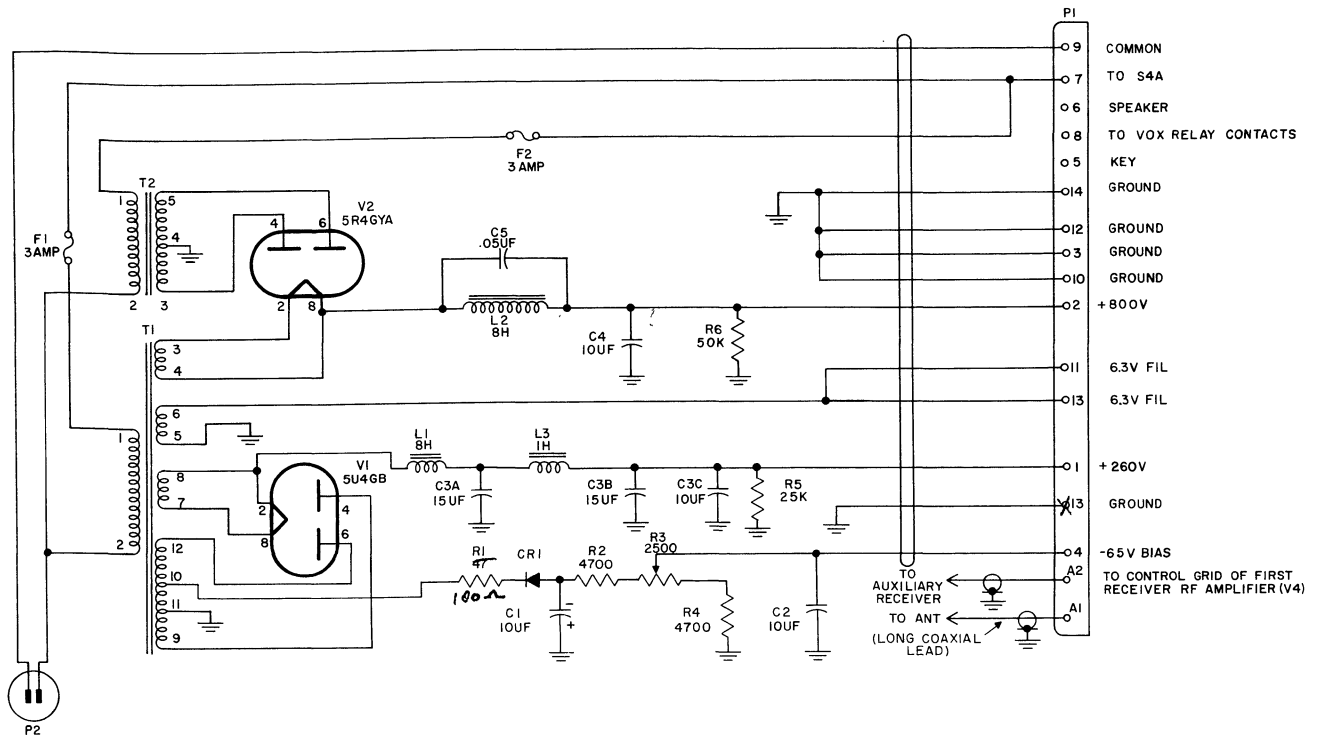 P1
9 COMMON
7 TO S4A
6 SPEAKER
8 TO VOX RELAY CONTACTS
F2
3 AMP
5 KEY
14 GROUND
T2
1
5
4
2
3
V2
5R4GYA
4
6
2
8
F1
3AMP
12 GROUND
3 GROUND
10 GROUND
C5
.05UF
L2
8H
2 +800V
C4
10UF
R6
50K
T1
3
4
11 6.3V FIL
13 6.3V FIL
6
5
1
2
8
7
V1
5U4GB
2
8
4
6
L1
8H
L3
1H
1 +260V
C3A
15UF
C3B
15UF
C3C
10UF
R5
25K
13 GROUND
12
10
11
9
R1
47
100Ω
CR1
R2
4700
R3
2500
4 -65V BIAS
C1
10UF
-
+
R4
4700
C2
10UF
TO
AUXILIARY
RECEIVER
A2
TO CONTROL GRID OF FIRST
RECEIVER RF AMPLIFIER (V4)
TO ANT
A1
(LONG COAXIAL
LEAD)
P2